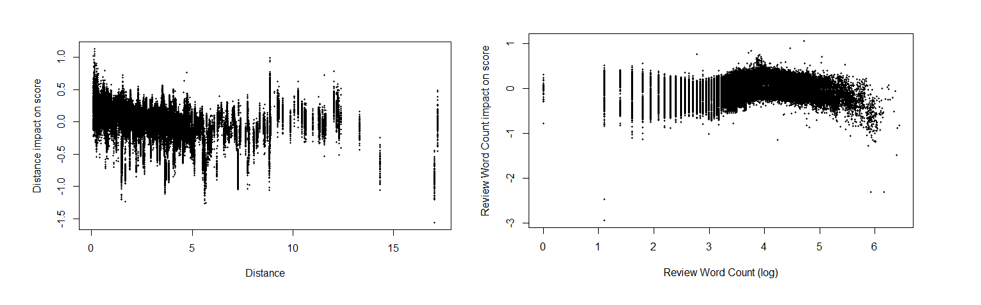 Distance impact on score
1.0
0.5
0.0
-0.5
-1.0
-1.5
0 5 10 15
Distance
Review Word Count impact on score
1
0
-1
-2
-3
0 1 2 3 4 5 6
Review Word Count (log)